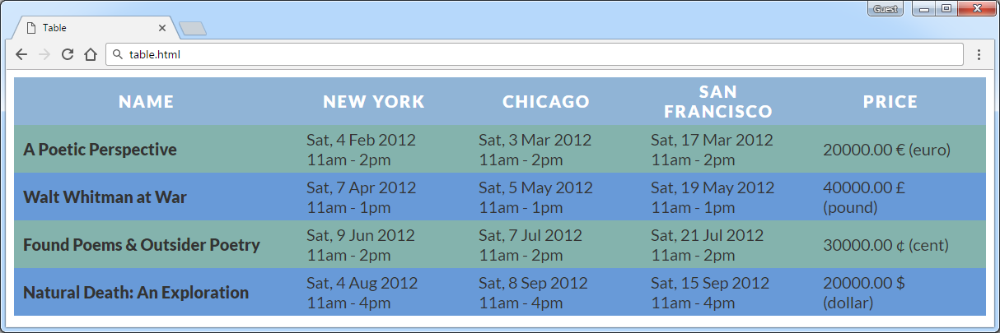 Guest
Table
table.html
NAME NEW YORK CHICAGO SAN FRANCISCO PRICE
A Poetic Perspective
Sat, 4 Feb 2012
11am - 2pm
Sat, 3 Mar 2012
11am - 2pm
Sat, 17 Mar 2012
11am - 2pm
20000.00 € (euro)
Walt Whitman at War
Sat, 7 Apr 2012
11am - 1pm
Sat, 5 May 2012
11am - 1pm
Sat, 19 May 2012
11am - 1pm
40000.00 £
(pound)
Found Poems & Outsider Poetry
Sat, 9 Jun 2012
11am - 2pm
Sat, 7 Jul 2012
11am - 2pm
Sat, 21 Jul 2012
11am - 2pm
30000.00 ¢ (cent)
Natural Death: An Exploration
Sat, 4 Aug 2012
11am - 4pm
Sat, 8 Sep 2012
11am - 4pm
Sat, 15 Sep 2012
11am - 4pm
20000.00 $
(dollar)